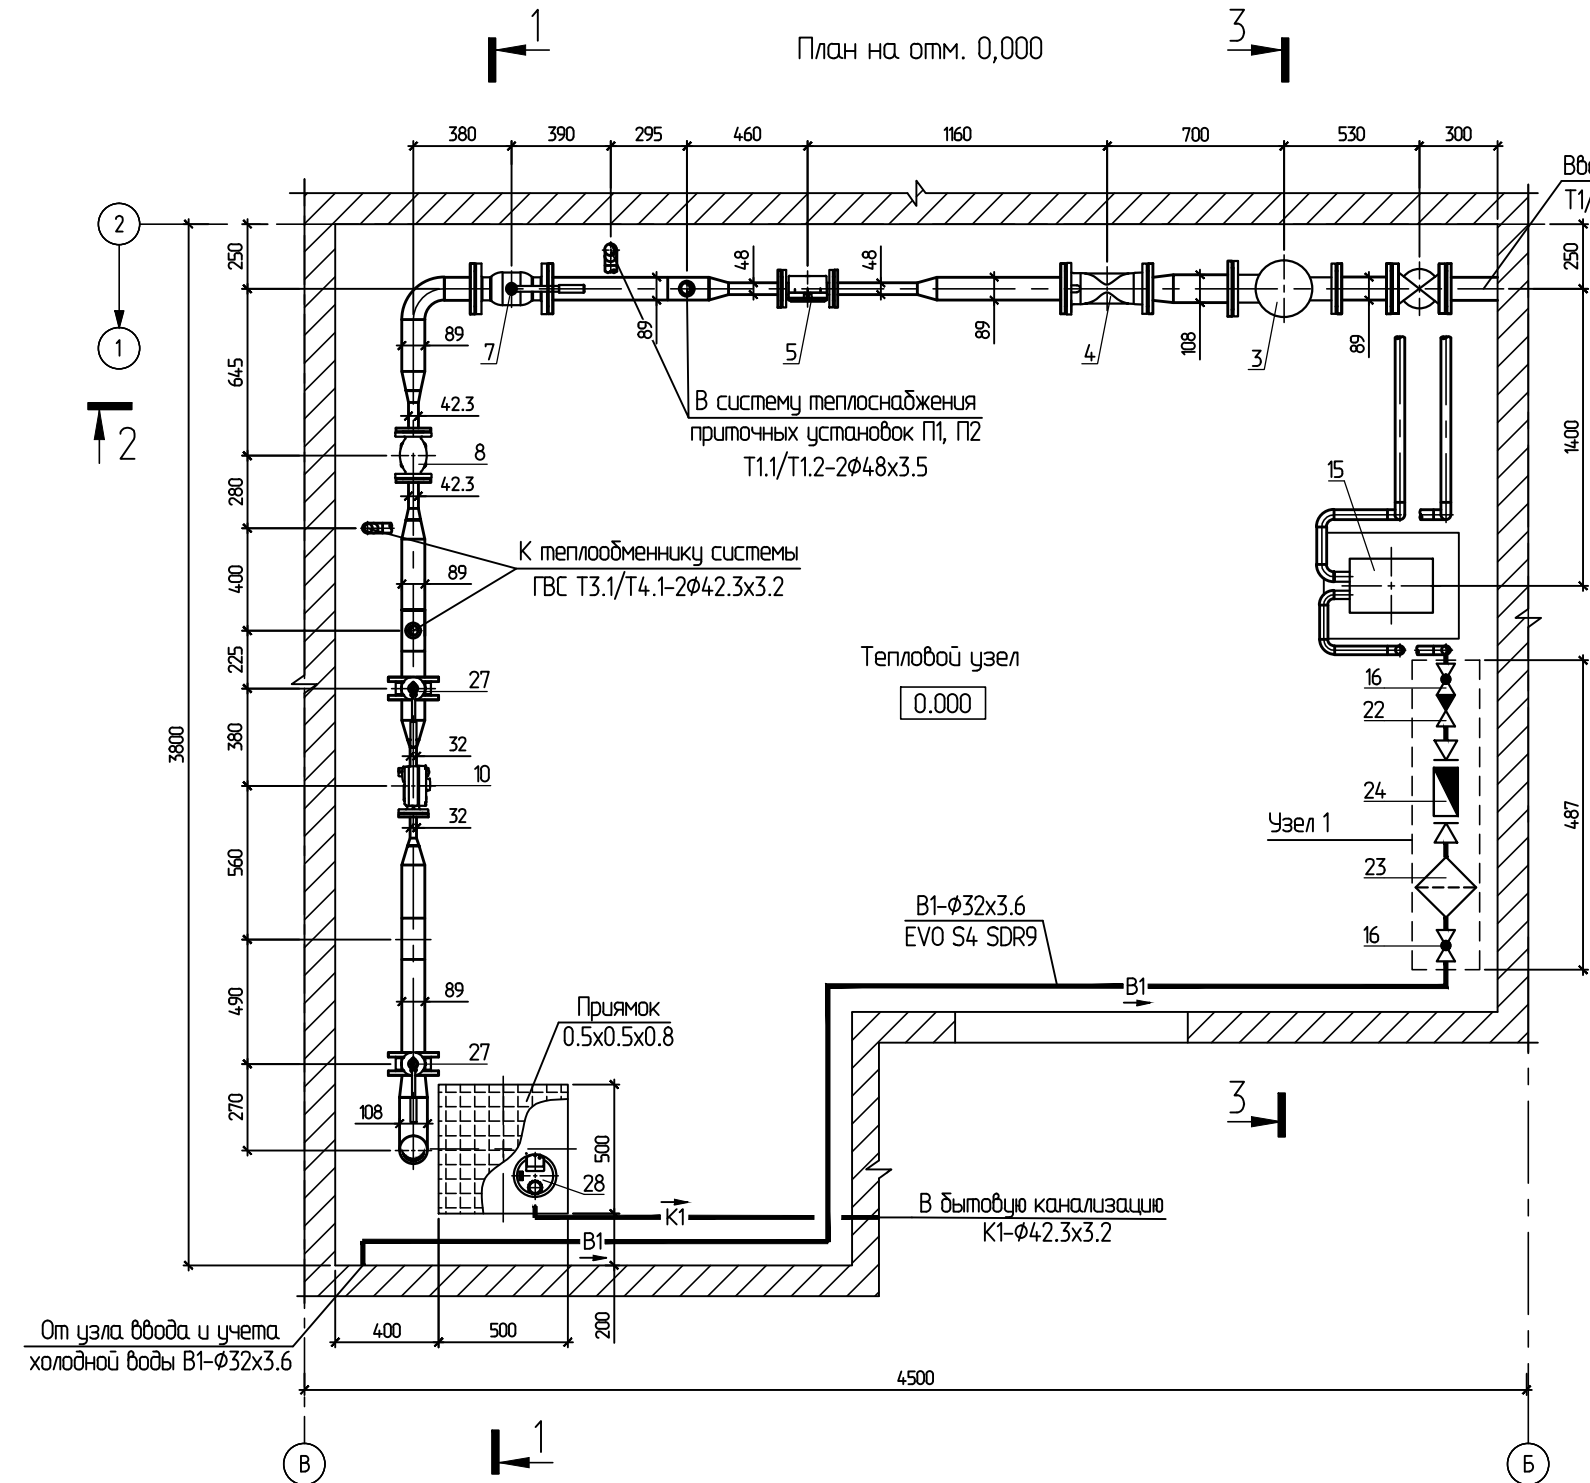 1
План на отм. 0,000
3
380
390
295
460
1160
700
530
300
Т1/
2
1
250
645
280
400
225
380
560
490
270
3800
2
89
7
48
5
48
89
89
4
108
3
89
250
1400
487
42.3
8
42.3
В систему теплоснабжения
приточных установок П1, П2
Т1.1/Т1.2-2ϕ48х3.5
15
К теплообменнику системы
ГВС Т3.1/Т4.1-2ϕ42.3х3.2
89
Тепловой узел
0.000
27
32
10
32
16
22
24
Узел 1
23
16
В1-ϕ32х3.6
EVO S4 SDR9
В1
89
Приямок
0.5х0.5х0.8
27
108
500
28
3
К1
В бытовую канализацию
К1-ϕ42.3х3.2
В1
От узла ввода и учета
холодной воды В1-ϕ32х3.6
400
500
200
4500
1
В
Б